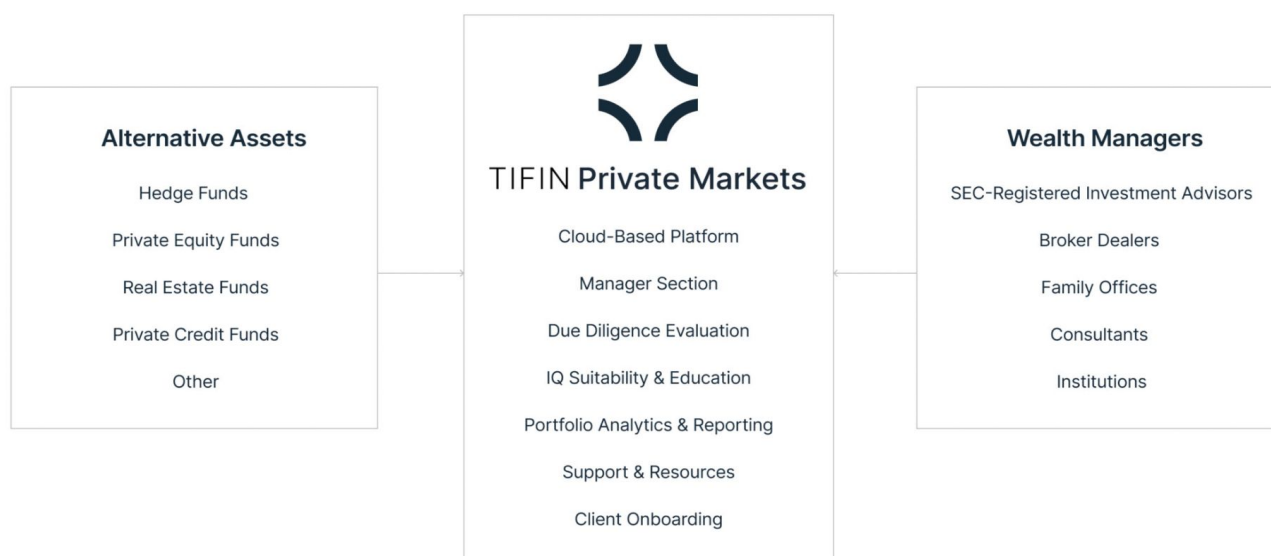 Alternative Assets
Hedge Funds
Private Equity Funds
Real Estate Funds
Private Credit Funds
Other
TIFIN Private Markets
Cloud-Based Platform
Manager Section
Due Diligence Evaluation
IQ Suitability & Education
Portfolio Analytics & Reporting
Support & Resources
Client Onboarding
Wealth Managers
SEC-Registered Investment Advisors
Broker Dealers
Family Offices
Consultants
Institutions